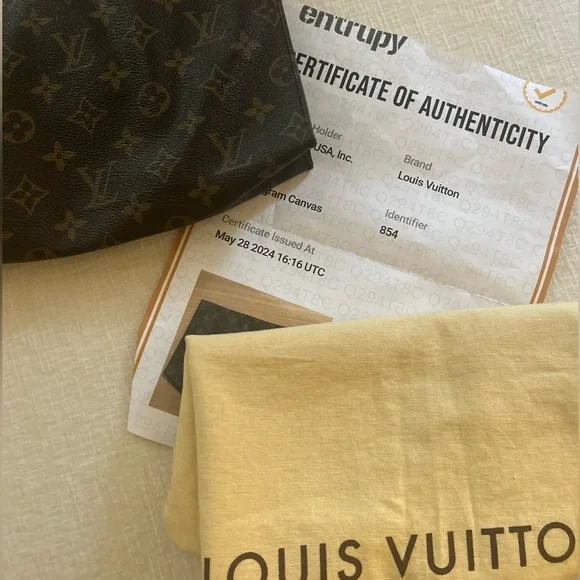 entrupy
ERTIFICATE OF AUTHENTICITY
Holder
USA, Inc.
Brand
Louis Vuitton
gram Canvas
Identifier
854
Certificate Issued At
May 28 2024 16:16 UTC
LOUIS VUITTO